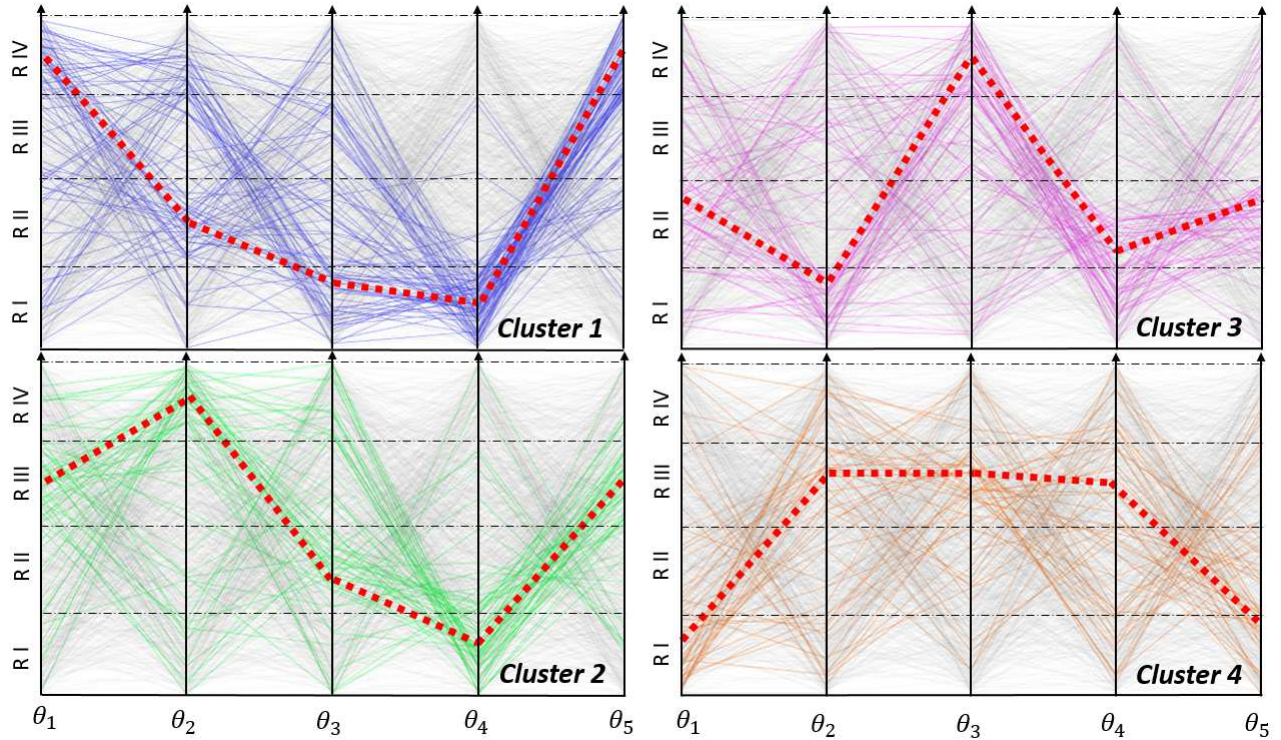 R IV
R III
R II
R I
Cluster 1
R IV
R III
R II
R I
Cluster 3
R IV
R III
R II
R I
Cluster 2
θ1 θ2 θ3 θ4 θ5
R IV
R III
R II
R I
Cluster 4
θ1 θ2 θ3 θ4 θ5